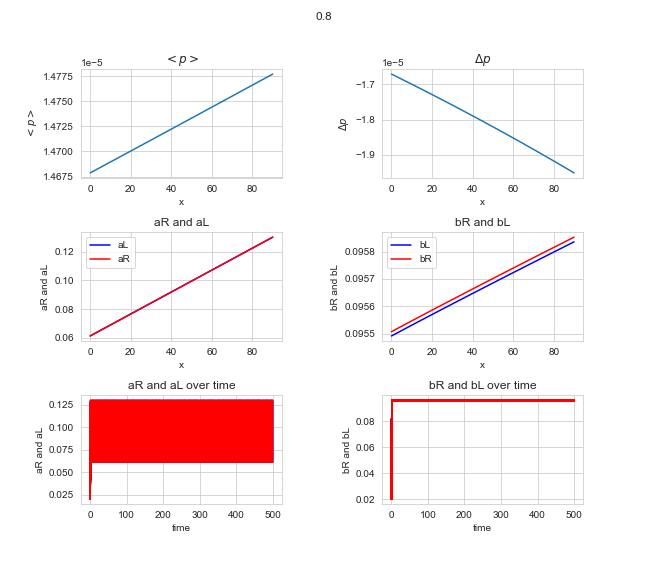 0.8
< p >
Δp
1e−5
1e−5
1.4775
1.4750
1.4725
1.4700
1.4675
< p >
0 20 40 60 80
x
−1.7
−1.8
−1.9
Δp
0 20 40 60 80
x
aR and aL
aL
aR
0.12
0.10
0.08
0.06
aR and aL
0 20 40 60 80
x
bR and bL
bL
bR
0.0958
0.0957
0.0956
0.0955
bR and bL
0 20 40 60 80
x
aR and aL over time
0.125
0.100
0.075
0.050
0.025
aR and aL
0 100 200 300 400 500
time
bR and bL over time
0.08
0.06
0.04
0.02
bR and bL
0 100 200 300 400 500
time